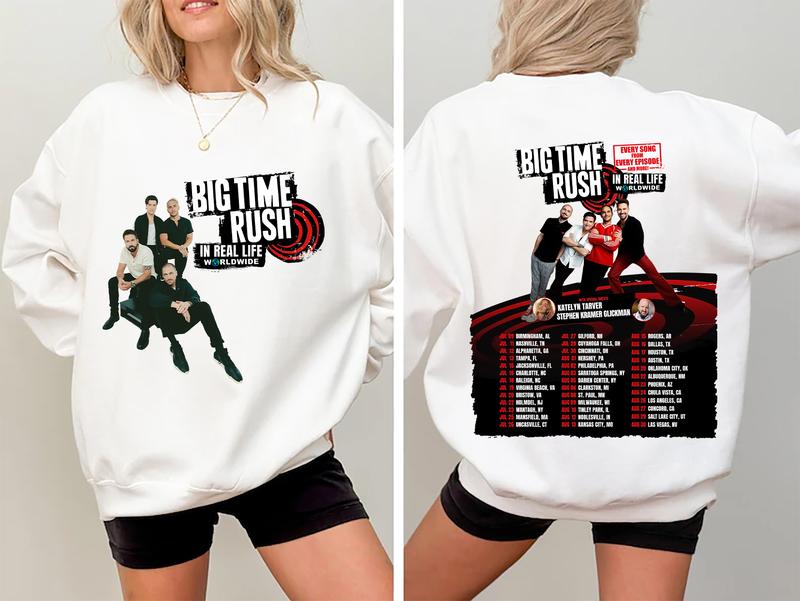 BIG TIME
RUSH
IN REAL LIFE
WORLDWIDE
BIG TIME
RUSH
EVERY SONG
FROM
EVERY EPISODE
AND MORE!
IN REAL LIFE
WORLDWIDE
WITH SPECIAL GUESTS
KATELYN TARVER
STEPHEN KRAMER GLICKMAN
BIRMINGHAM, AL
NASHVILLE, TN
ALPHARETTA, GA
TAMPA, FL
JACKSONVILLE, FL
CHARLOTTE, NC
RALEIGH, NC
VIRGINIA BEACH, VA
BRISTOW, VA
HOLMDEL, NJ
WANTAGH, NY
MANSFIELD, MA
UNCASVILLE, CT
GILFORD, NH
CUYAHOGA FALLS, OH
CINCINNATI, OH
HERSHEY, PA
PHILADELPHIA, PA
SARATOGA SPRINGS, NY
DARIEN CENTER, NY
CLARKSTON, MI
ST. PAUL, MN
MILWAUKEE, WI
TINLEY PARK, IL
NOBLESVILLE, IN
KANSAS CITY, MO
ROGERS, AR
DALLAS, TX
HOUSTON, TX
AUSTIN, TX
OKLAHOMA CITY, OK
ALBUQUERQUE, NM
PHOENIX, AZ
CHULA VISTA, CA
LOS ANGELES, CA
CONCORD, CA
SALT LAKE CITY, UT
LAS VEGAS, NV